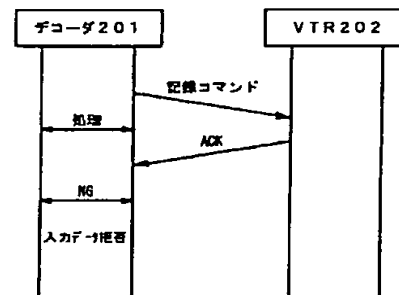 デコーダ201
VTR202
記録コマンド
処理
ACK
NG
入力データ拒否